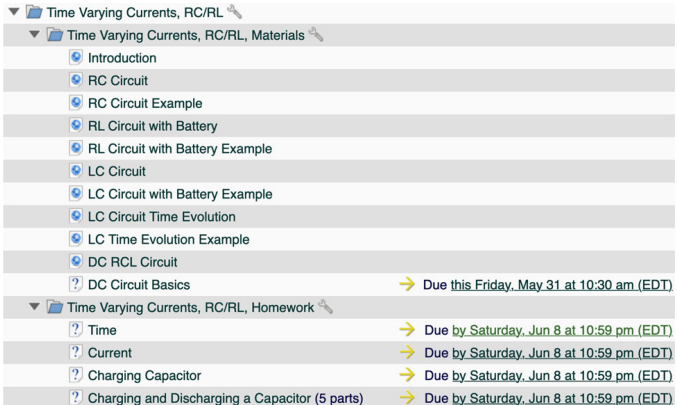 Time Varying Currents, RC/RL
Time Varying Currents, RC/RL, Materials
Introduction
RC Circuit
RC Circuit Example
RL Circuit with Battery
RL Circuit with Battery Example
LC Circuit
LC Circuit with Battery Example
LC Circuit Time Evolution
LC Time Evolution Example
DC RCL Circuit
? DC Circuit Basics → Due this Friday, May 31 at 10:30 am (EDT)
Time Varying Currents, RC/RL, Homework
? Time → Due by Saturday, Jun 8 at 10:59 pm (EDT)
? Current → Due by Saturday, Jun 8 at 10:59 pm (EDT)
? Charging Capacitor → Due by Saturday, Jun 8 at 10:59 pm (EDT)
? Charging and Discharging a Capacitor (5 parts) → Due by Saturday, Jun 8 at 10:59 pm (EDT)